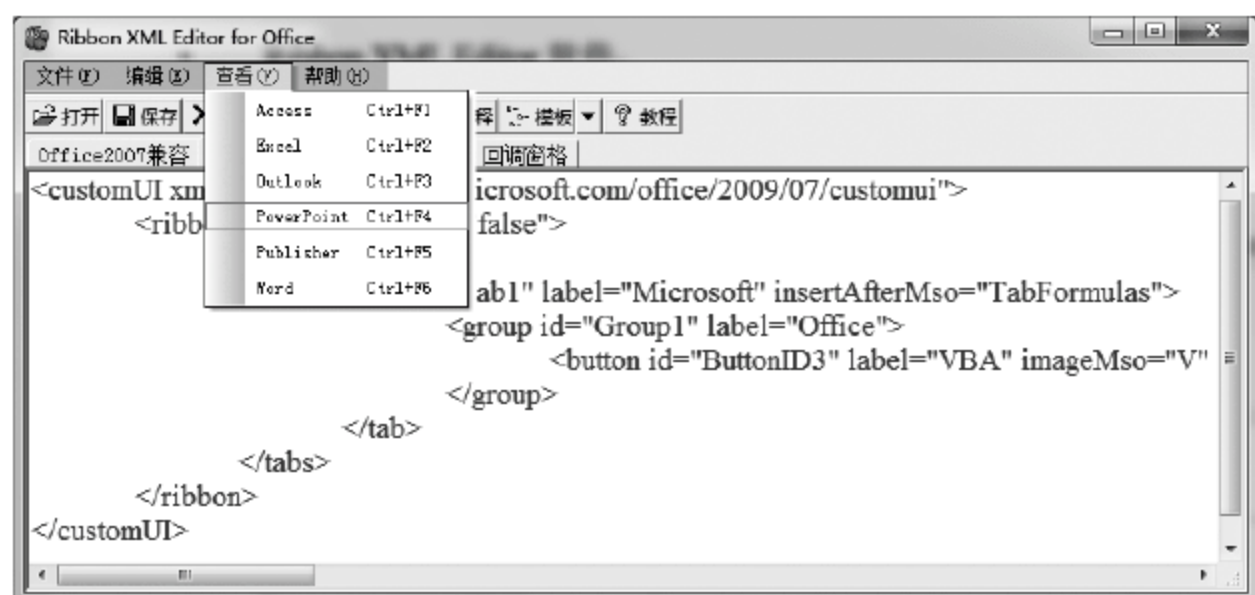 Ribbon XML Editor for Office
文件(F) 编辑(E) 查看(V) 帮助(H)
打开 保存 释 模板 教程
Office2007兼容 回调窗格
Access Ctrl+F1
Excel Ctrl+F2
Outlook Ctrl+F3
PowerPoint Ctrl+F4
Publisher Ctrl+F5
Word Ctrl+F6
<customUI xm icrosoft.com/office/2009/07/customui">
<ribb false">
ab1" label="Microsoft" insertAfterMso="TabFormulas">
<group id="Group1" label="Office">
<button id="ButtonID3" label="VBA" imageMso="V"
</group>
</tab>
</tabs>
</ribbon>
</customUI>